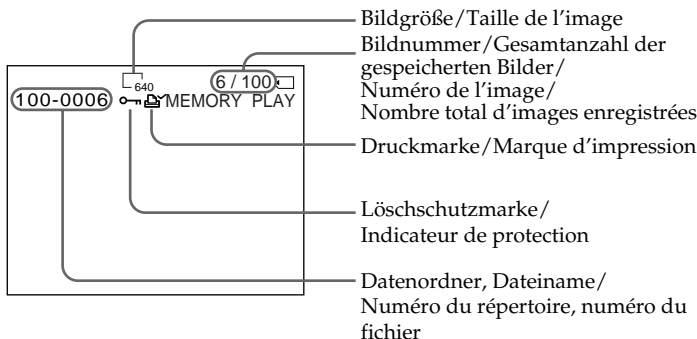 Bildgröße/Taille de l’image
Bildnummer/Gesamtanzahl der
gespeicherten Bilder/
Numéro de l’image/
Nombre total d’images enregistrées
640
6 / 100
100-0006
MEMORY PLAY
Druckmarke/Marque d’impression
Löschschutzmarke/
Indicateur de protection
Datenordner, Dateiname/
Numéro du répertoire, numéro du
fichier